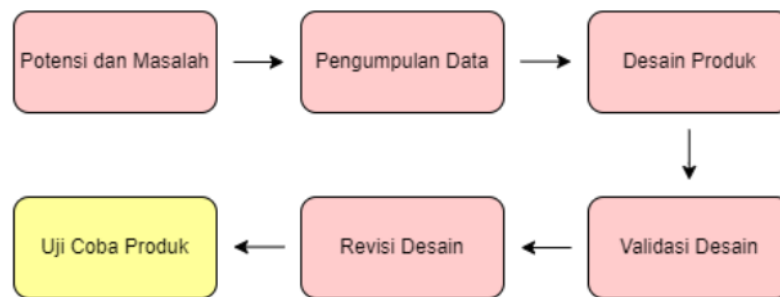 Potensi dan Masalah
Pengumpulan Data
Desain Produk
Validasi Desain
Revisi Desain
Uji Coba Produk